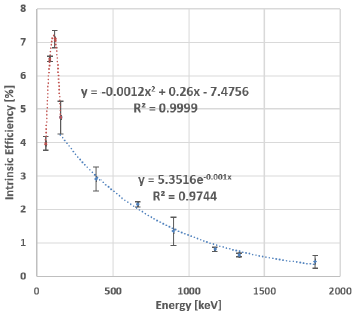 8
7
6
5
4
3
2
1
0
Intrinsic Efficiency [%]
y = -0.0012x² + 0.26x - 7.4756
R² = 0.9999
y = 5.3516e^-0.001x
R² = 0.9744
0 500 1000 1500 2000
Energy [keV]